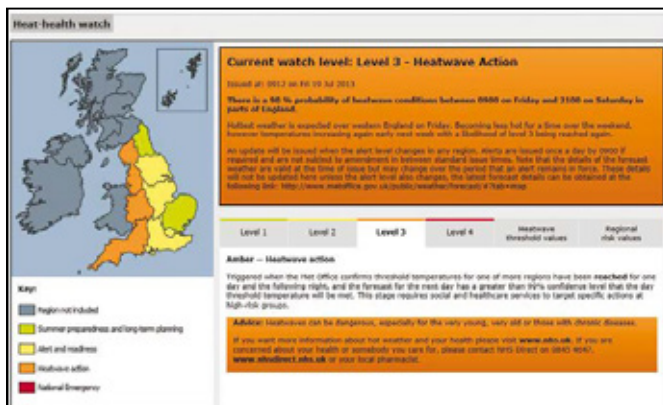 Heat-health watch
Current watch level: Level 3 - Heatwave Action
Issued at: 0912 on Fri 19 Jul 2013
There is a 90 % probability of heatwave conditions between 0900 on Friday and 2100 on Saturday in
parts of England.
Hottest weather is expected over western England on Friday. Becoming less hot for a time over the weekend,
however temperatures increasing again early next week with a likelihood of level 3 being reached again.
An update will be issued when the alert level changes in any region. Alerts are issued once a day by 0900 if
required and are not subject to amendment in between standard issue times. Note that the details of the forecast
weather are valid at the time of issue but may change over the period that an alert remains in force. These details
will not be updated here unless the alert level also changes, the latest forecast details can be obtained at the
following link: http://www.metoffice.gov.uk/public/weather/forecast/#?tab=map
Level 1
Level 2
Level 3
Level 4
Heatwave
threshold values
Regional
risk values
Amber -- Heatwave action
Triggered when the Met Office confirms threshold temperatures for one of more regions have been reached for one
day and the following night, and the forecast for the next day has a greater than 90% confidence level that the day
threshold temperature will be met. This stage requires social and healthcare services to target specific actions at
high-risk groups.
Advice: Heatwaves can be dangerous, especially for the very young, very old or those with chronic diseases.
If you want more information about hot weather and your health please visit www.nhs.uk. If you are
concerned about your health or somebody you care for, please contact NHS Direct on 0845 4647,
www.nhsdirect.nhs.uk or your local pharmacist.
Key:
Region not included
Summer preparedness and long-term planning
Alert and readiness
Heatwave action
National Emergency